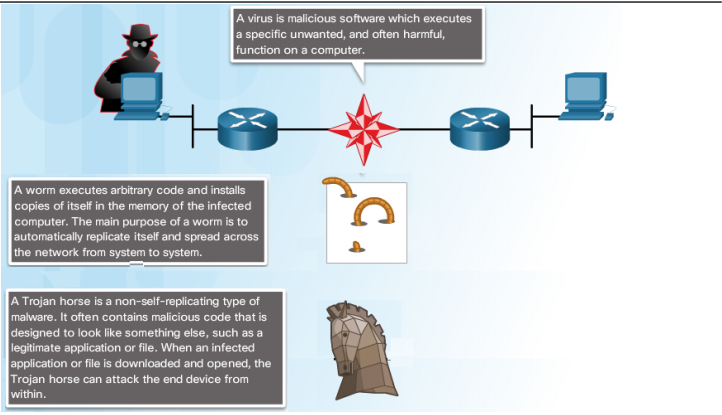 A virus is malicious software which executes
a specific unwanted, and often harmful,
function on a computer.
A worm executes arbitrary code and installs
copies of itself in the memory of the infected
computer. The main purpose of a worm is to
automatically replicate itself and spread across
the network from system to system.
A Trojan horse is a non-self-replicating type of
malware. It often contains malicious code that is
designed to look like something else, such as a
legitimate application or file. When an infected
application or file is downloaded and opened, the
Trojan horse can attack the end device from
within.